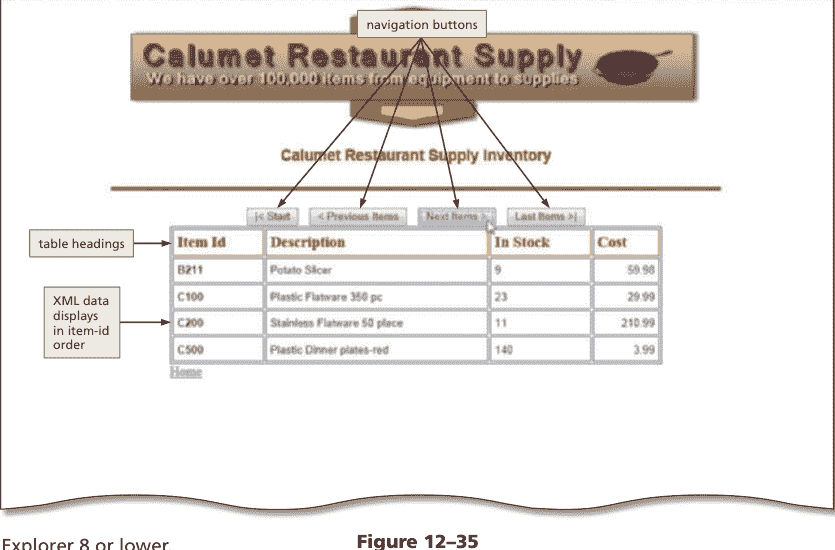 navigation buttons
Calumet Restaurant Supply
We have over 100,000 items from equipment to supplies
Calumet Restaurant Supply Inventory
|< Start < Previous Items Next Items > Last Items >|
table headings
Item Id Description In Stock Cost
B211 Potato Slicer 9 59.98
XML data
displays
in item-id
order
C100 Plastic Flatware 350 pc 23 29.99
C200 Stainless Flatware 50 piece 11 210.99
C500 Plastic Dinner plates-red 140 3.99
Home
Explorer 8 or lower.
Figure 12–35